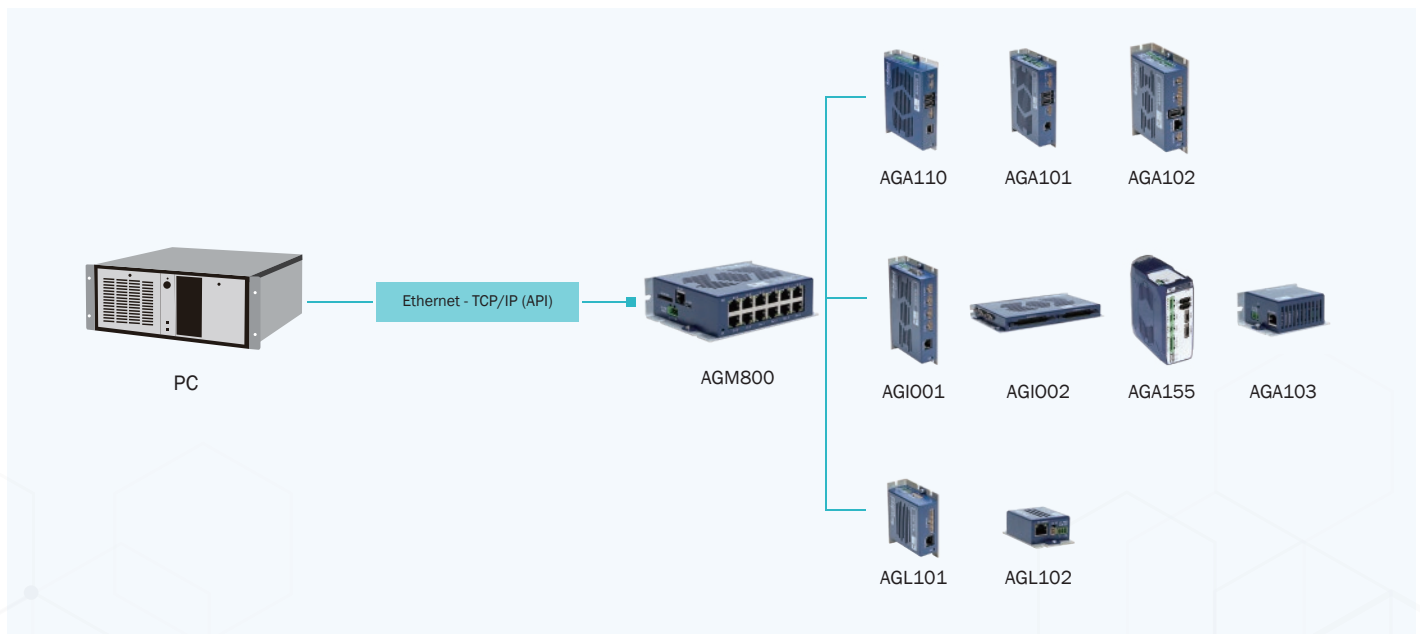 AGA110
AGA101
AGA102
Ethernet - TCP/IP (API)
PC
AGM800
AGIO01
AGIO02
AGA155
AGA103
AGL101
AGL102